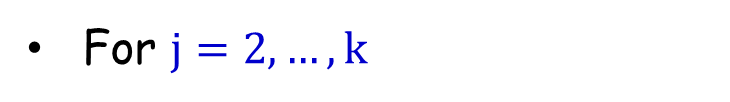 • For j = 2, … , k